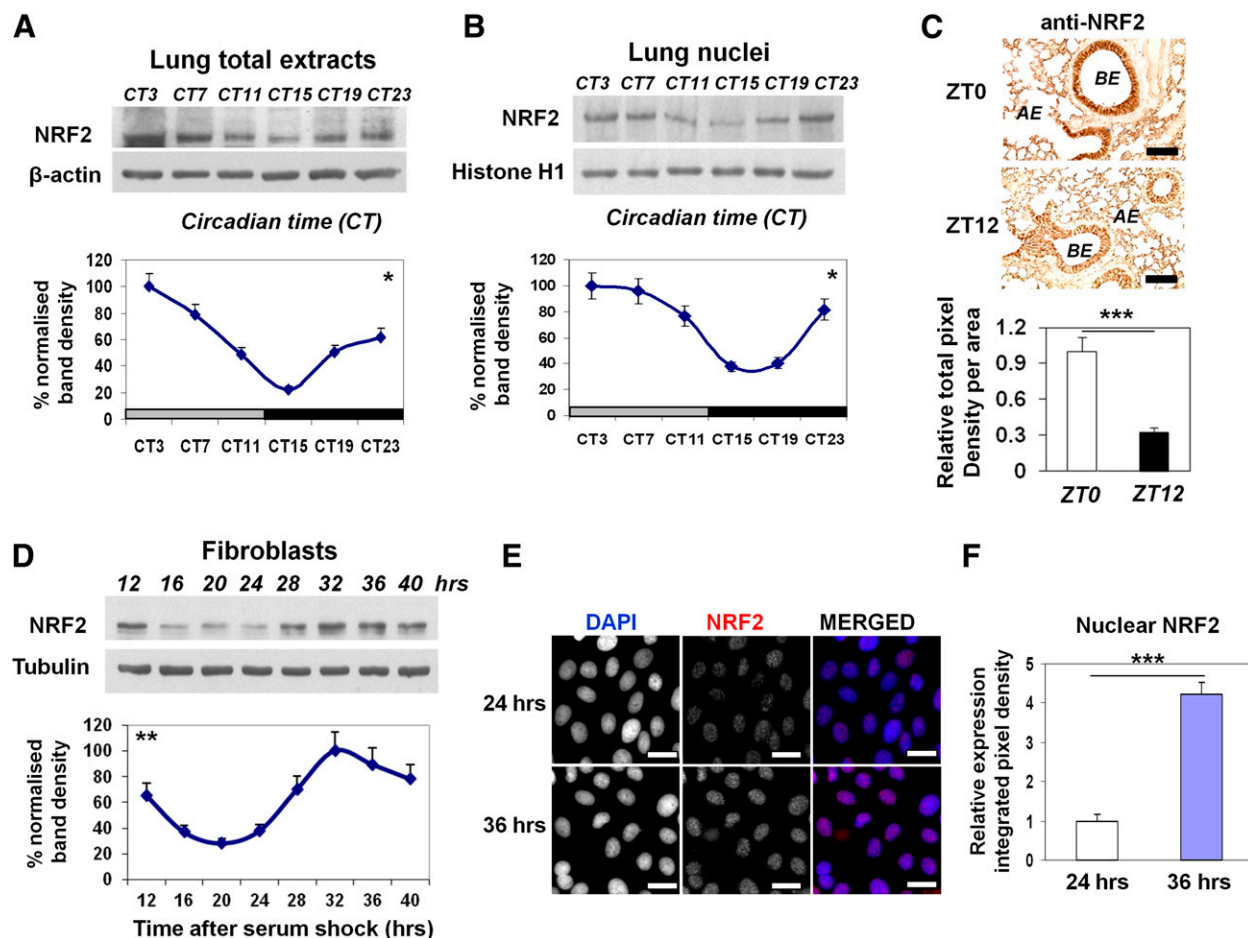 A
Lung total extracts
CT3 CT7 CT11 CT15 CT19 CT23
NRF2
β-actin
Circadian time (CT)
% normalised
band density
120
100
80
60
40
20
0
*
CT3 CT7 CT11 CT15 CT19 CT23
B
Lung nuclei
CT3 CT7 CT11 CT15 CT19 CT23
NRF2
Histone H1
Circadian time (CT)
% normalised
band density
120
100
80
60
40
20
0
*
CT3 CT7 CT11 CT15 CT19 CT23
C
anti-NRF2
ZT0
BE
AE
ZT12
AE
BE
Relative total pixel
Density per area
1.2
0.9
0.6
0.3
0
***
ZT0 ZT12
D
Fibroblasts
12 16 20 24 28 32 36 40 hrs
NRF2
Tubulin
% normalised
band density
120
100
80
60
40
20
0
**
12 16 20 24 28 32 36 40
Time after serum shock (hrs)
E
DAPI NRF2 MERGED
24 hrs
36 hrs
F
Nuclear NRF2
Relative expression
integrated pixel density
5
4
3
2
1
0
***
24 hrs 36 hrs